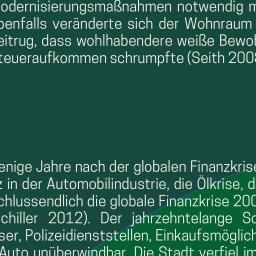 odernisierungsmaßnahmen notwendig m
benfalls veränderte sich der Wohnraum
eitrug, dass wohlhabendere weiße Bewol
teueraufkommen schrumpfte (Seith 2008
enige Jahre nach der globalen Finanzkrise
z in der Automobilindustrie, die Ölkrise, d
chlussendlich die globale Finanzkrise 200
chiller 2012). Der jahrzehntelange Sc
ser, Polizeidienststellen, Einkaufsmöglich
Auto unüberwindbar. Die Stadt verfiel im